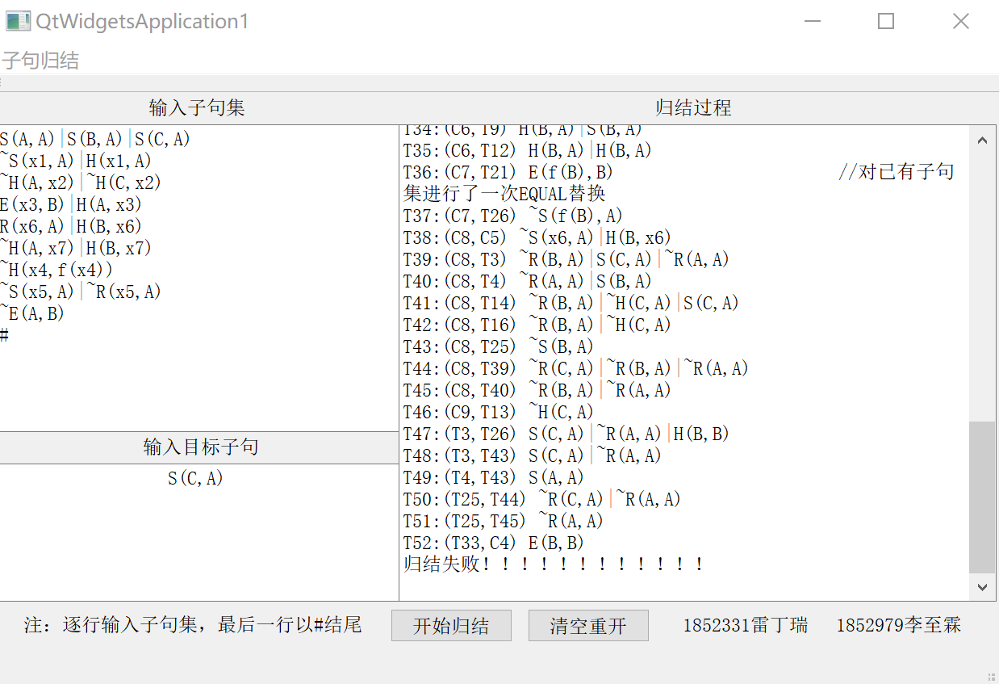 QtWidgetsApplication1
子句归结
输入子句集
S(A,A)|S(B,A)|S(C,A)
~S(x1,A)|H(x1,A)
~H(A,x2)|~H(C,x2)
E(x3,B)|H(A,x3)
R(x6,A)|H(B,x6)
~H(A,x7)|H(B,x7)
~H(x4,f(x4))
~S(x5,A)|~R(x5,A)
~E(A,B)
#
输入目标子句
S(C,A)
归结过程
T34:(C6,T9) H(B,A)|S(B,A)
T35:(C6,T12) H(B,A)|H(B,A)
T36:(C7,T21) E(f(B),B) //对已有子句
集进行了一次EQUAL替换
T37:(C7,T26) ~S(f(B),A)
T38:(C8,C5) ~S(x6,A)|H(B,x6)
T39:(C8,T3) ~R(B,A)|S(C,A)|~R(A,A)
T40:(C8,T4) ~R(A,A)|S(B,A)
T41:(C8,T14) ~R(B,A)|~H(C,A)|S(C,A)
T42:(C8,T16) ~R(B,A)|~H(C,A)
T43:(C8,T25) ~S(B,A)
T44:(C8,T39) ~R(C,A)|~R(B,A)|~R(A,A)
T45:(C8,T40) ~R(B,A)|~R(A,A)
T46:(C9,T13) ~H(C,A)
T47:(T3,T26) S(C,A)|~R(A,A)|H(B,B)
T48:(T3,T43) S(C,A)|~R(A,A)
T49:(T4,T43) S(A,A)
T50:(T25,T44) ~R(C,A)|~R(A,A)
T51:(T25,T45) ~R(A,A)
T52:(T33,C4) E(B,B)
归结失败！！！！！！！！！！！！
注：逐行输入子句集，最后一行以#结尾
开始归结
清空重开
1852331雷丁瑞
1852979李至霖